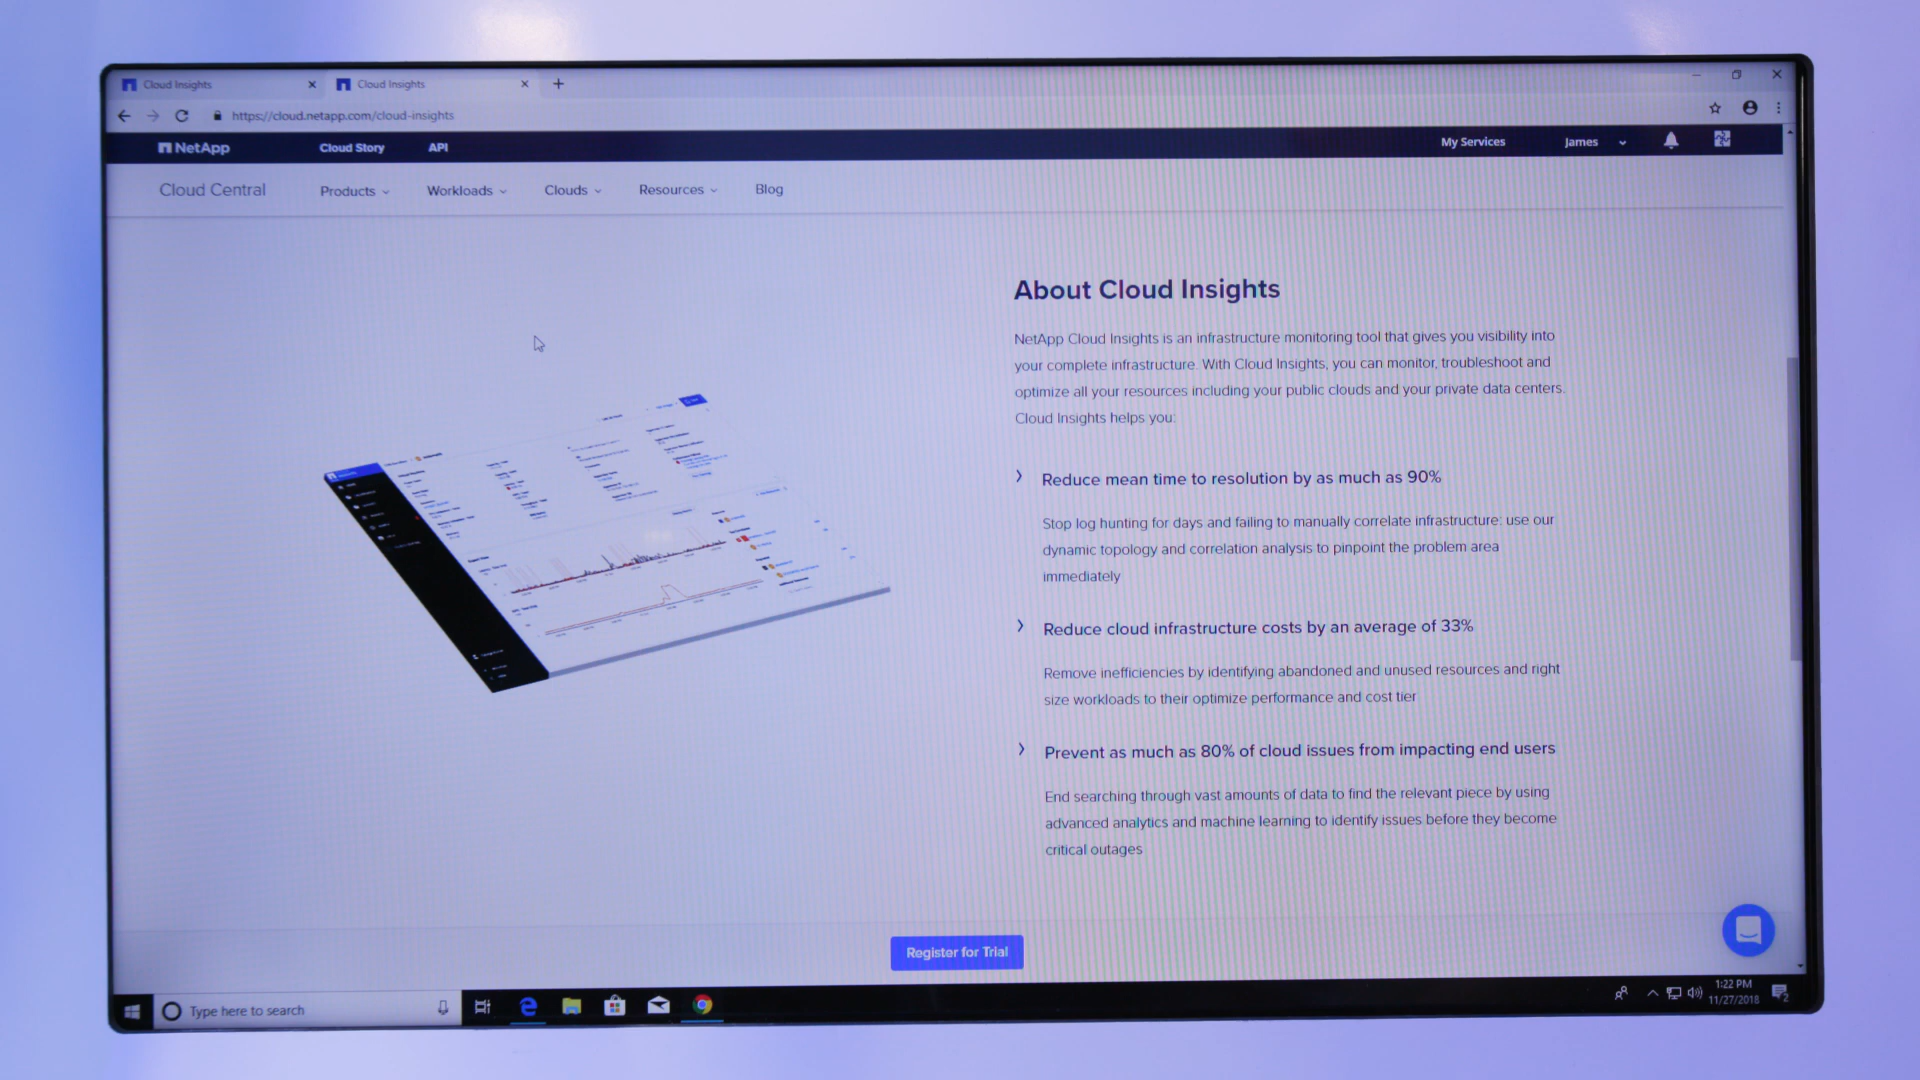 Cloud Insights
Cloud Insights
https://cloud.netapp.com/cloud-insights
NetApp
Cloud Story
API
My Services
James
Cloud Central
Products
Workloads
Clouds
Resources
Blog
About Cloud Insights
NetApp Cloud Insights is an infrastructure monitoring tool that gives you visibility into
your complete infrastructure. With Cloud Insights, you can monitor, troubleshoot and
optimize all your resources including your public clouds and your private data centers.
Cloud Insights helps you:
Reduce mean time to resolution by as much as 90%
Stop log hunting for days and failing to manually correlate infrastructure: use our
dynamic topology and correlation analysis to pinpoint the problem area
immediately
Reduce cloud infrastructure costs by an average of 33%
Remove inefficiencies by identifying abandoned and unused resources and right
size workloads to their optimize performance and cost tier
Prevent as much as 80% of cloud issues from impacting end users
End searching through vast amounts of data to find the relevant piece by using
advanced analytics and machine learning to identify issues before they become
critical outages
Register for Trial
Type here to search
1:22 PM
11/27/2018
2